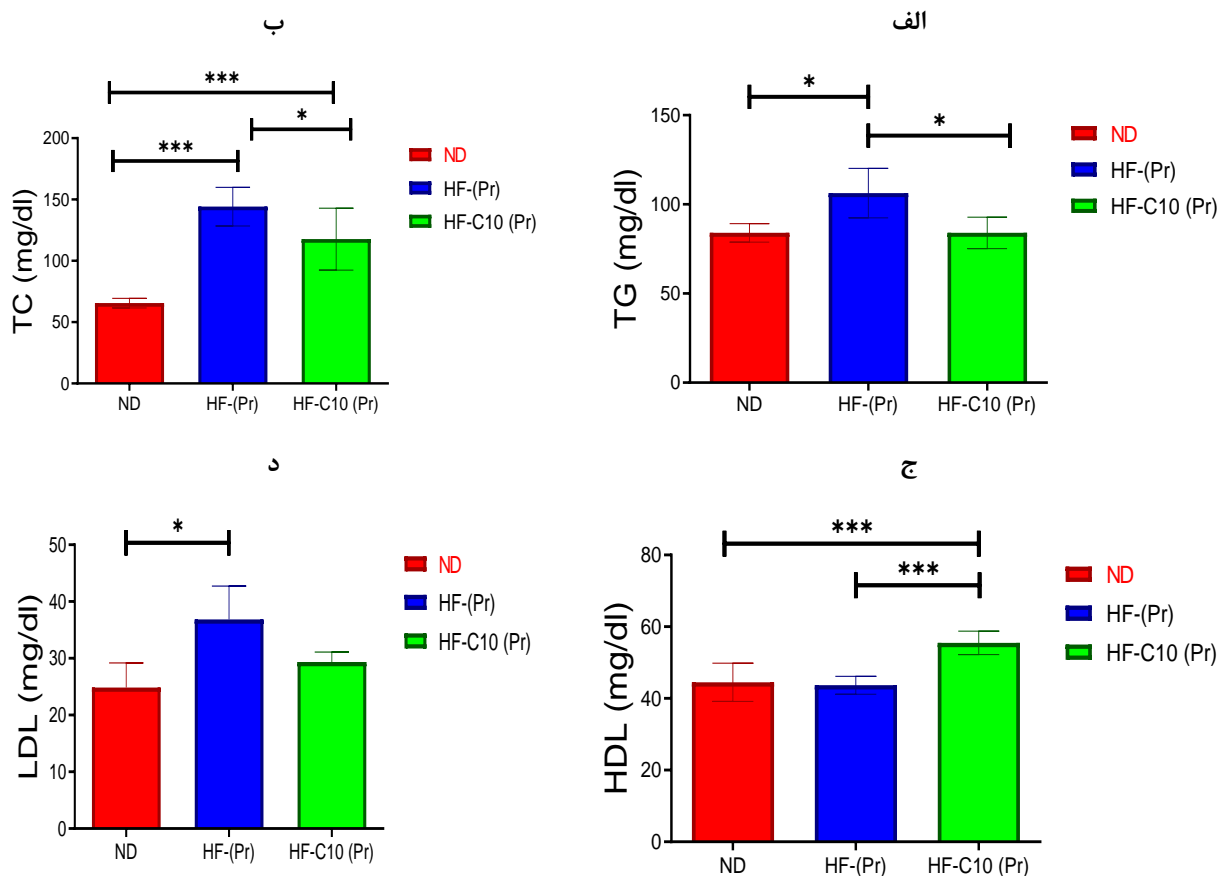 الف
*
*
TG (mg/dl)
150
100
50
0
ND
HF-(Pr)
HF-C10 (Pr)
ND
HF-(Pr)
HF-C10 (Pr)
ب
***
*
***
TC (mg/dl)
200
150
100
50
0
ND
HF-(Pr)
HF-C10 (Pr)
ND
HF-(Pr)
HF-C10 (Pr)
ج
***
***
HDL (mg/dl)
80
60
40
20
0
ND
HF-(Pr)
HF-C10 (Pr)
ND
HF-(Pr)
HF-C10 (Pr)
د
*
LDL (mg/dl)
50
40
30
20
10
0
ND
HF-(Pr)
HF-C10 (Pr)
ND
HF-(Pr)
HF-C10 (Pr)